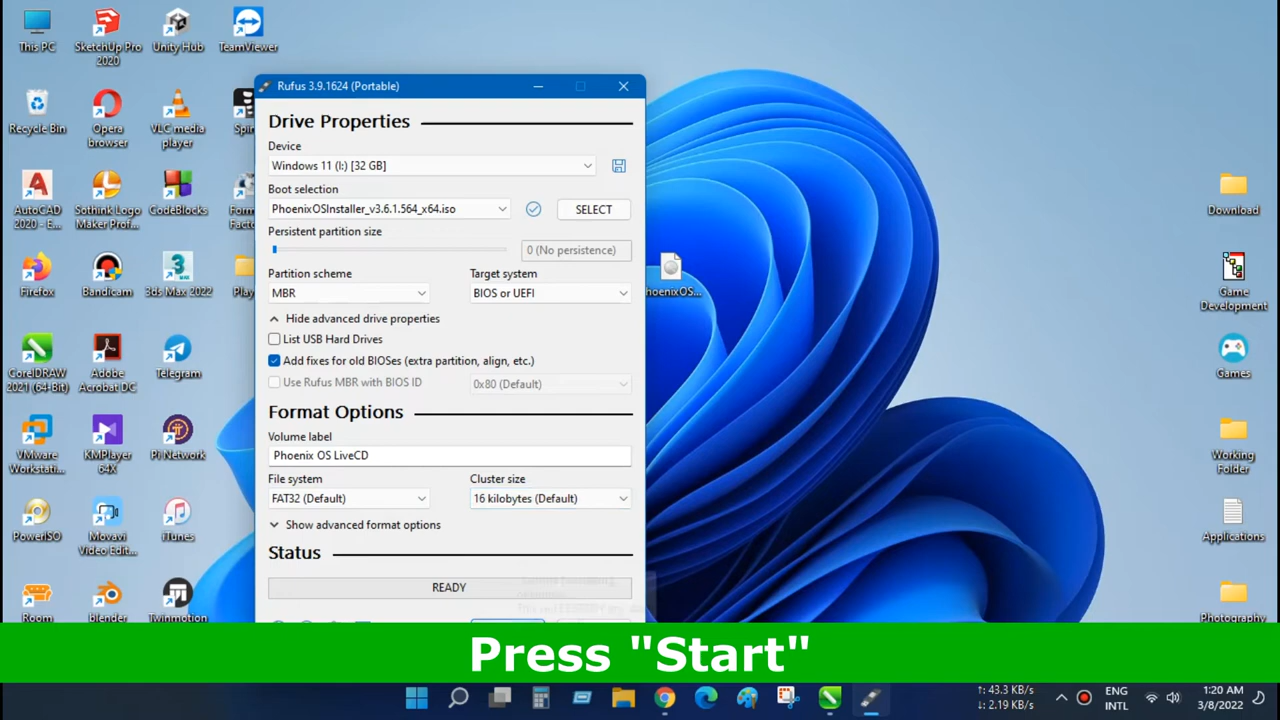 This PC
SketchUp Pro
2020
Unity Hub
TeamViewer
Recycle Bin
Opera
browser
VLC media
player
AutoCAD
2020 - E...
Sothink Logo
Maker Prof...
CodeBlocks
Firefox
Bandicam
3ds Max 2022
CorelDRAW
2021 (64-Bit)
Adobe
Acrobat DC
Telegram
VMware
Workstati...
KMPlayer
64X
Pi Network
PowerISO
Movavi
Video Edit...
iTunes
Room
blender
Twinmotion
Rufus 3.9.1624 (Portable)
Drive Properties
Device
Windows 11 (I:) [32 GB]
Boot selection
PhoenixOSInstaller_v3.6.1.564_x64.iso
SELECT
Persistent partition size
0 (No persistence)
Partition scheme
Target system
MBR
BIOS or UEFI
Hide advanced drive properties
List USB Hard Drives
Add fixes for old BIOSes (extra partition, align, etc.)
Use Rufus MBR with BIOS ID
0x80 (Default)
Format Options
Volume label
Phoenix OS LiveCD
File system
Cluster size
FAT32 (Default)
16 kilobytes (Default)
Show advanced format options
Status
READY
Download
Game
Development
Games
Working
Folder
Applications
Photography
Press "Start"
↑: 43.3 KB/s
↓: 2.19 KB/s
ENG
INTL
1:20 AM
3/8/2022